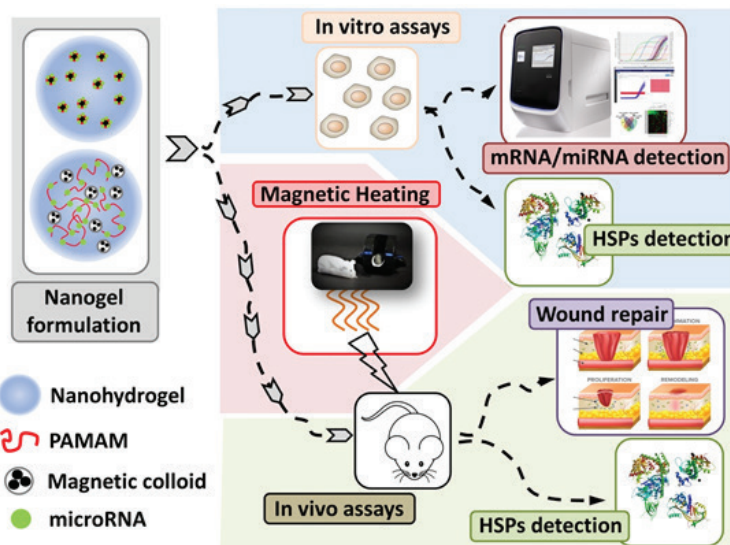 In vitro assays
mRNA/miRNA detection
Magnetic Heating
HSPs detection
Nanogel
formulation
Wound repair
PROLIFERATION
REMODELING
Nanohydrogel
PAMAM
Magnetic colloid
microRNA
In vivo assays
HSPs detection